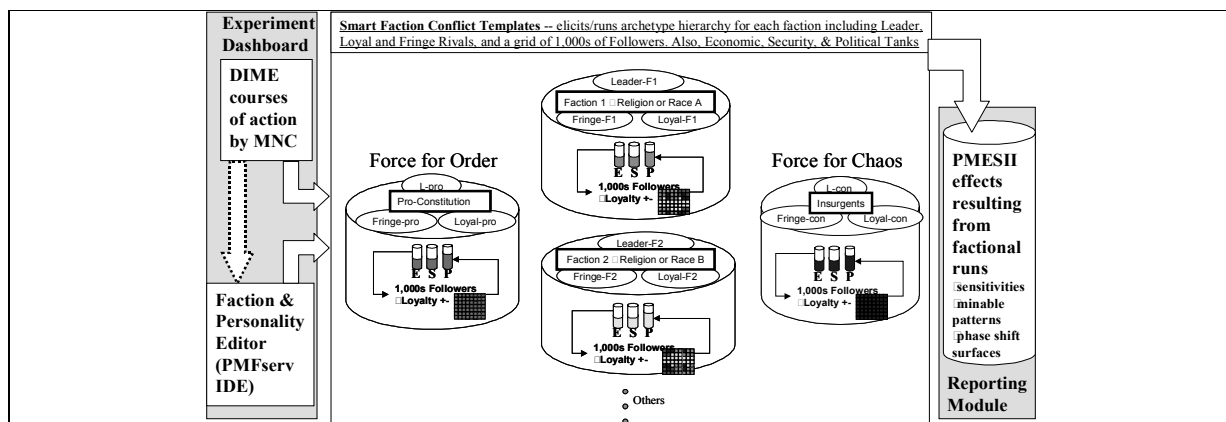 Experiment
Dashboard
DIME
courses
of action
by MNC
Faction &
Personality
Editor
(PMFserv
IDE)
Smart Faction Conflict Templates -- elicits/runs archetype hierarchy for each faction including Leader,
Loyal and Fringe Rivals, and a grid of 1,000s of Followers. Also, Economic, Security, & Political Tanks
Force for Order
L-pro
Pro-Constitution
Fringe-pro Loyal-pro
E S P
1,000s Followers
□Loyalty +-
Leader-F1
Faction 1 □ Religion or Race A
Fringe-F1 Loyal-F1
E S P
1,000s Followers
□Loyalty +-
Leader-F2
Faction 2 □ Religion or Race B
Fringe-F2 Loyal-F2
E S P
1,000s Followers
□Loyalty +-
Others
Force for Chaos
L-con
Insurgents
Fringe-con Loyal-con
E S P
1,000s Followers
□Loyalty +-
PMESII
effects
resulting
from
factional
runs
□sensitivities
□minable
patterns
□phase shift
surfaces
Reporting
Module